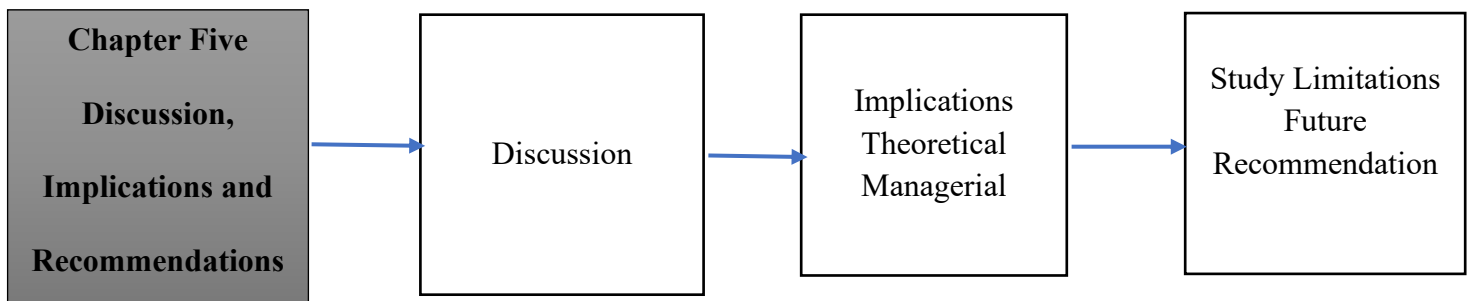 Chapter Five
Discussion,
Implications and
Recommendations
Discussion
Implications
Theoretical
Managerial
Study Limitations
Future
Recommendation